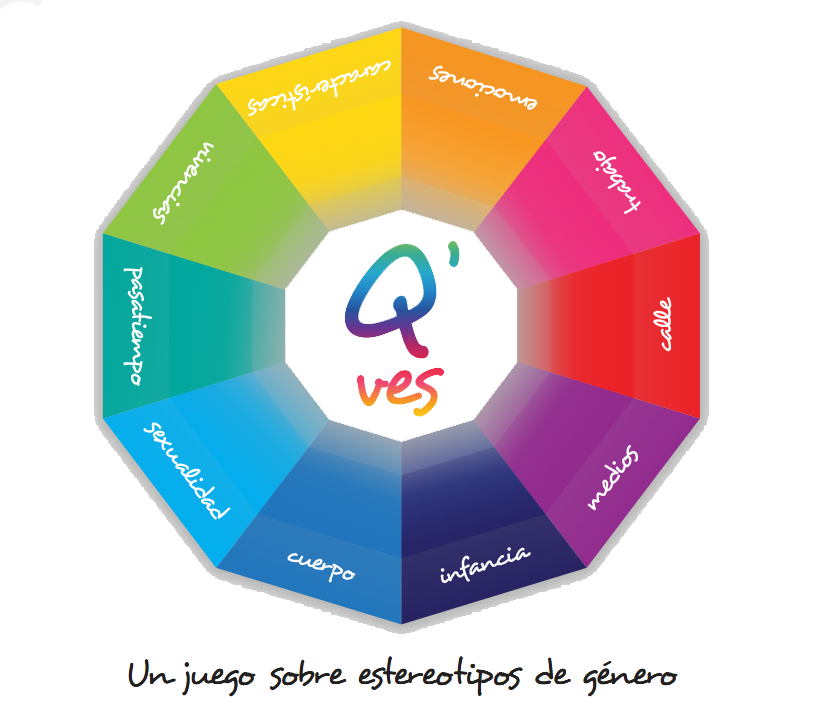 características
emociones
vivencias
trabajo
pasatiempo
Q'
ves
calle
sexualidad
medios
cuerpo
infancia
Un juego sobre estereotipos de género